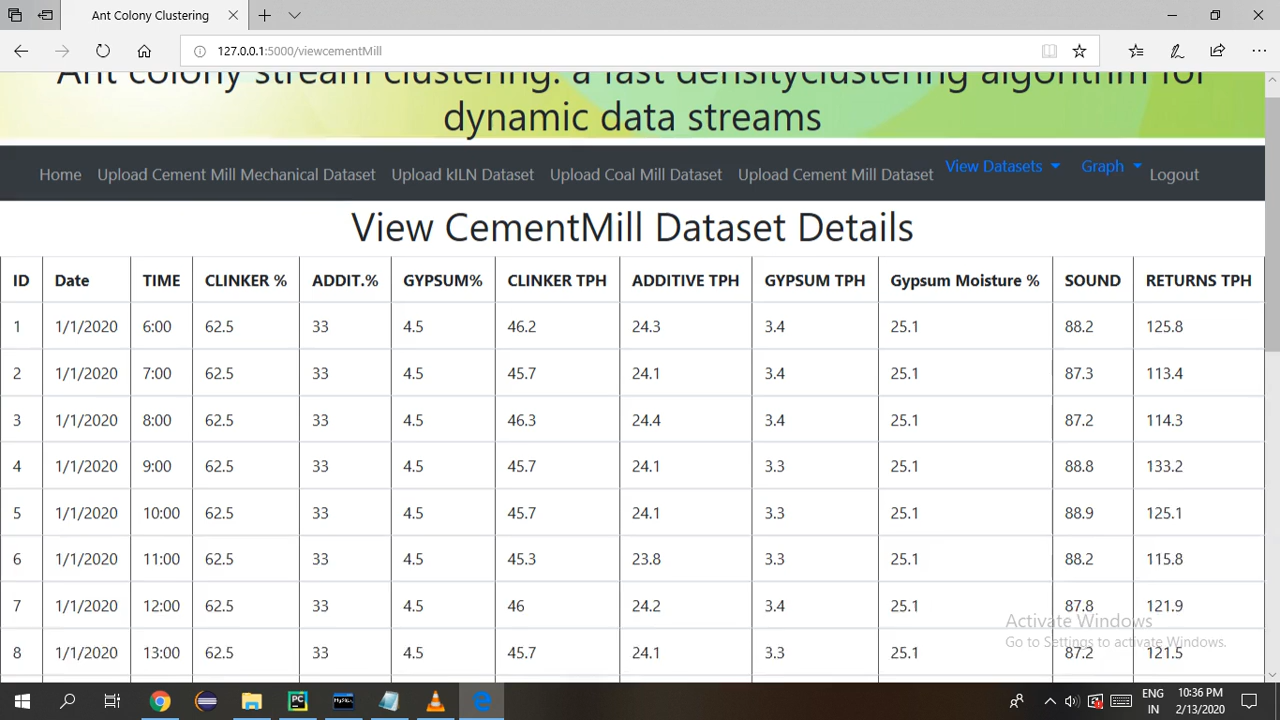 Ant Colony Clustering
127.0.0.1:5000/viewcementMill
Ant colony stream clustering: a fast densityclustering algorithm for
dynamic data streams
Home Upload Cement Mill Mechanical Dataset Upload kILN Dataset Upload Coal Mill Dataset Upload Cement Mill Dataset View Datasets Graph Logout
View CementMill Dataset Details
ID Date TIME CLINKER % ADDIT.% GYPSUM% CLINKER TPH ADDITIVE TPH GYPSUM TPH Gypsum Moisture % SOUND RETURNS TPH
1 1/1/2020 6:00 62.5 33 4.5 46.2 24.3 3.4 25.1 88.2 125.8
2 1/1/2020 7:00 62.5 33 4.5 45.7 24.1 3.4 25.1 87.3 113.4
3 1/1/2020 8:00 62.5 33 4.5 46.3 24.4 3.4 25.1 87.2 114.3
4 1/1/2020 9:00 62.5 33 4.5 45.7 24.1 3.3 25.1 88.8 133.2
5 1/1/2020 10:00 62.5 33 4.5 45.7 24.1 3.3 25.1 88.9 125.1
6 1/1/2020 11:00 62.5 33 4.5 45.3 23.8 3.3 25.1 88.2 115.8
7 1/1/2020 12:00 62.5 33 4.5 46 24.2 3.4 25.1 87.8 121.9
8 1/1/2020 13:00 62.5 33 4.5 45.7 24.1 3.3 25.1 87.2 121.5
Activate Windows
Go to Settings to activate Windows.
PC
MySQL
ENG
IN
10:36 PM
2/13/2020